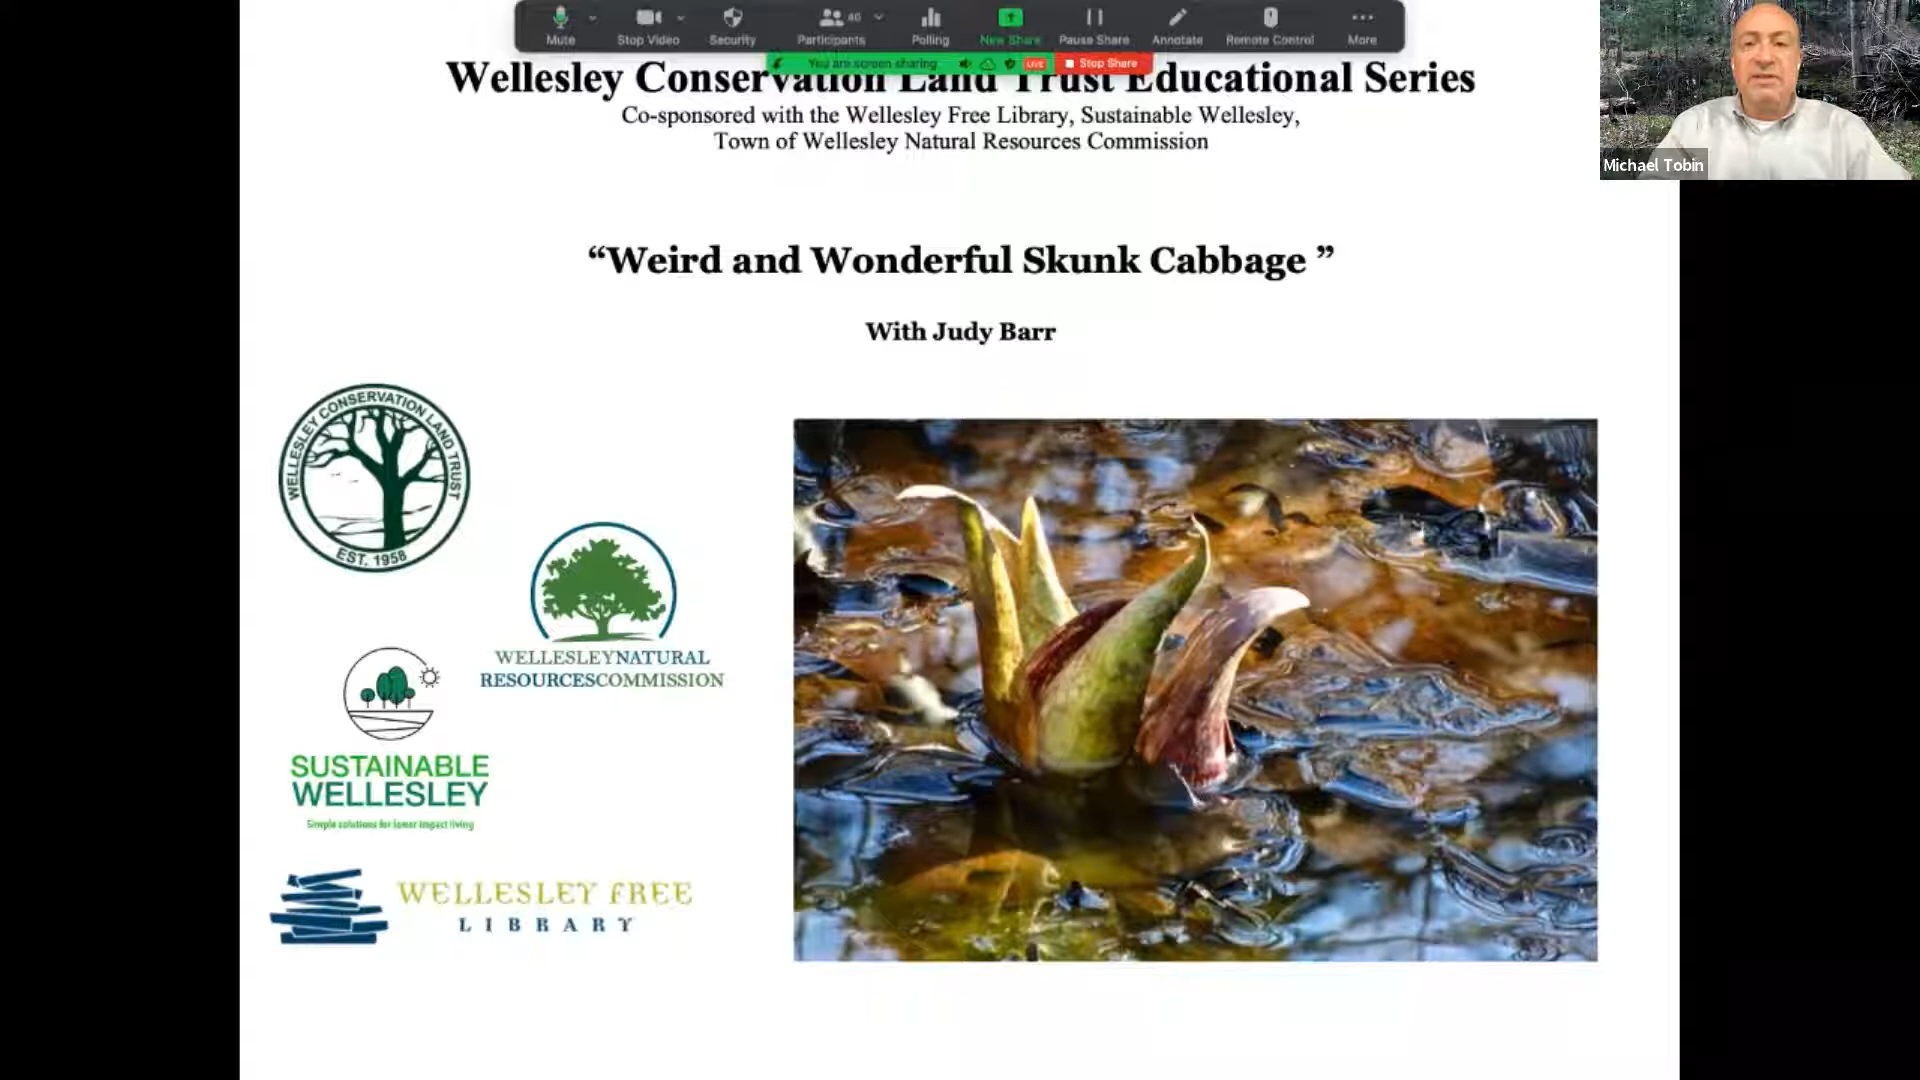 Mute
Stop Video
Security
Participants
40
Polling
New Share
Pause Share
Annotate
Remote Control
More
You are screen sharing
LIVE
Stop Share
Michael Tobin
Wellesley Conservation Land Trust Educational Series
Co-sponsored with the Wellesley Free Library, Sustainable Wellesley,
Town of Wellesley Natural Resources Commission
“Weird and Wonderful Skunk Cabbage ”
With Judy Barr
WELLESLEY CONSERVATION LAND TRUST
EST. 1958
WELLESLEYNATURAL
RESOURCESCOMMISSION
SUSTAINABLE
WELLESLEY
Simple solutions for lower impact living
WELLESLEY FREE
LIBRARY